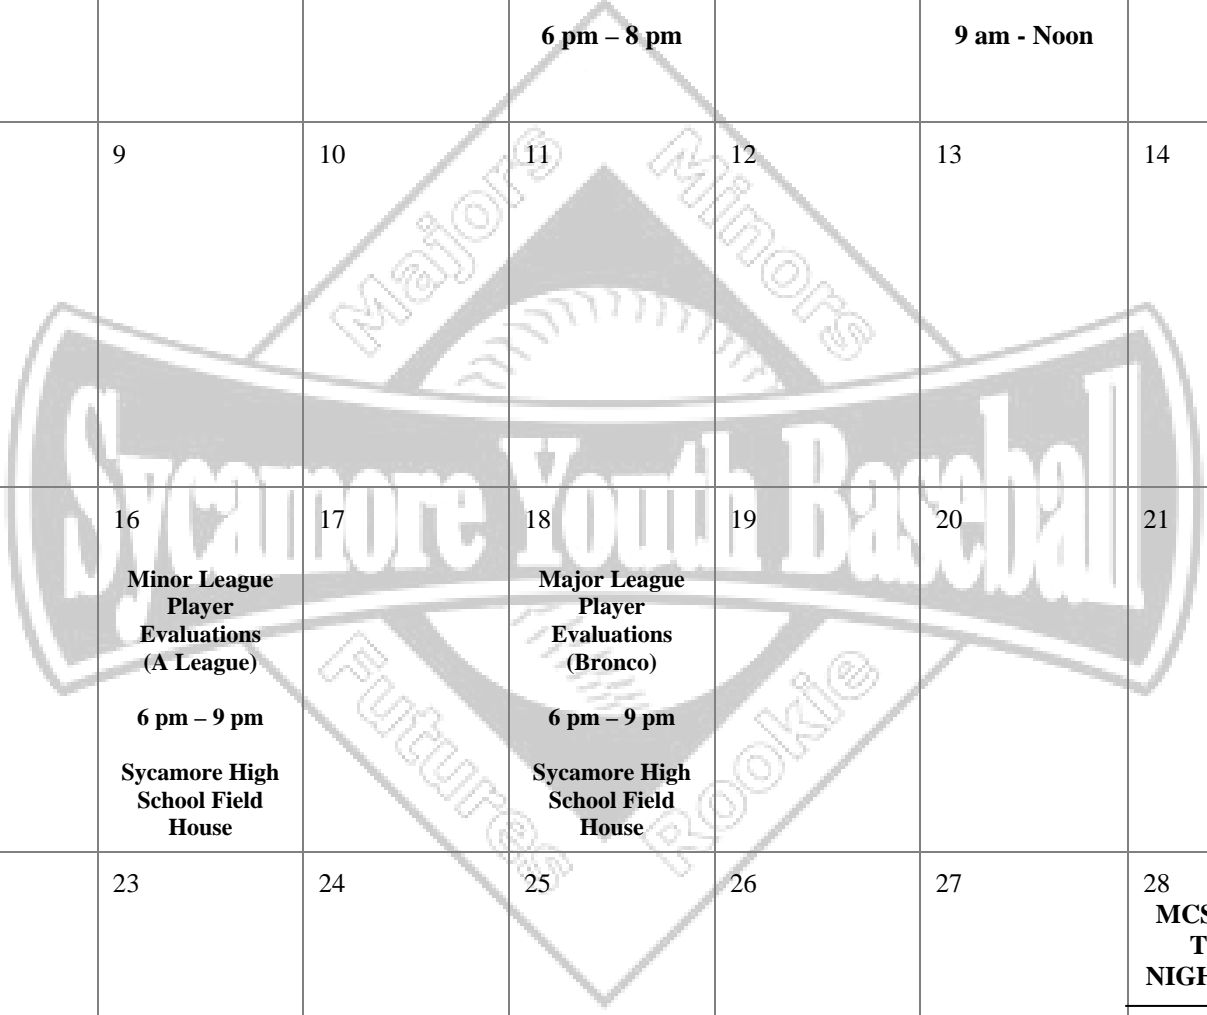 6 pm – 8 pm
9 am - Noon
9
10
11
12
13
14
Majors
Minors
Sycamore Youth Baseball
16
17
18
19
20
21
Minor League
Player
Evaluations
(A League)
6 pm – 9 pm
Sycamore High
School Field
House
Major League
Player
Evaluations
(Bronco)
6 pm – 9 pm
Sycamore High
School Field
House
Futures
Rookie
23
24
25
26
27
28